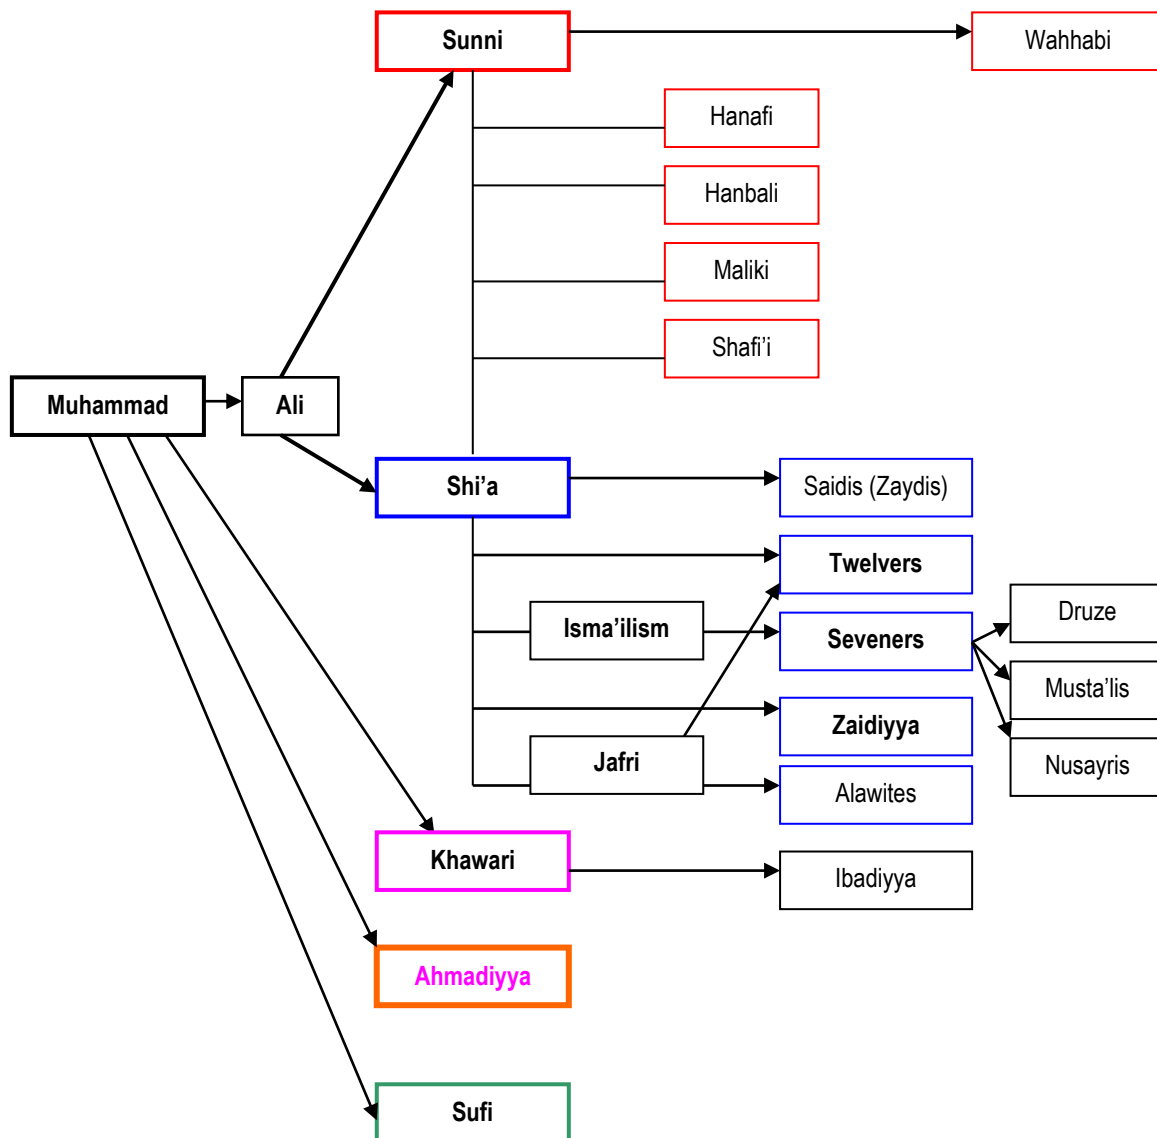 Sunni
Wahhabi
Hanafi
Hanbali
Maliki
Shafi’i
Muhammad
Ali
Shi’a
Saidis (Zaydis)
Twelvers
Isma’ilism
Seveners
Druze
Musta’lis
Zaidiyya
Jafri
Nusayris
Alawites
Khawari
Ibadiyya
Ahmadiyya
Sufi